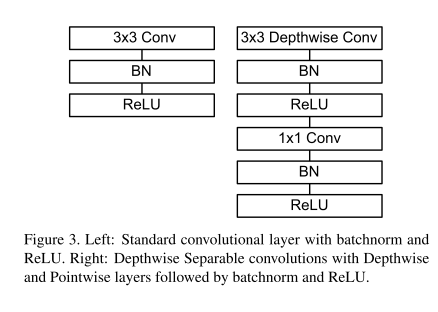 3x3 Conv
BN
ReLU
3x3 Depthwise Conv
BN
ReLU
1x1 Conv
BN
ReLU
Figure 3. Left: Standard convolutional layer with batchnorm and
ReLU. Right: Depthwise Separable convolutions with Depthwise
and Pointwise layers followed by batchnorm and ReLU.